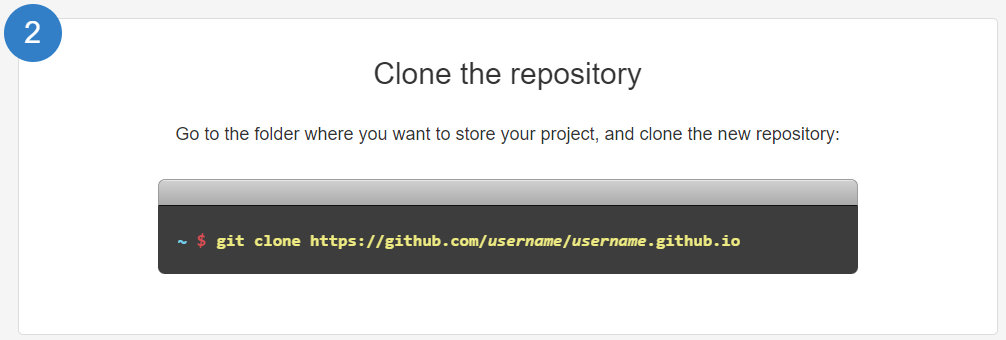 2
Clone the repository
Go to the folder where you want to store your project, and clone the new repository:
~ $ git clone https://github.com/username/username.github.io